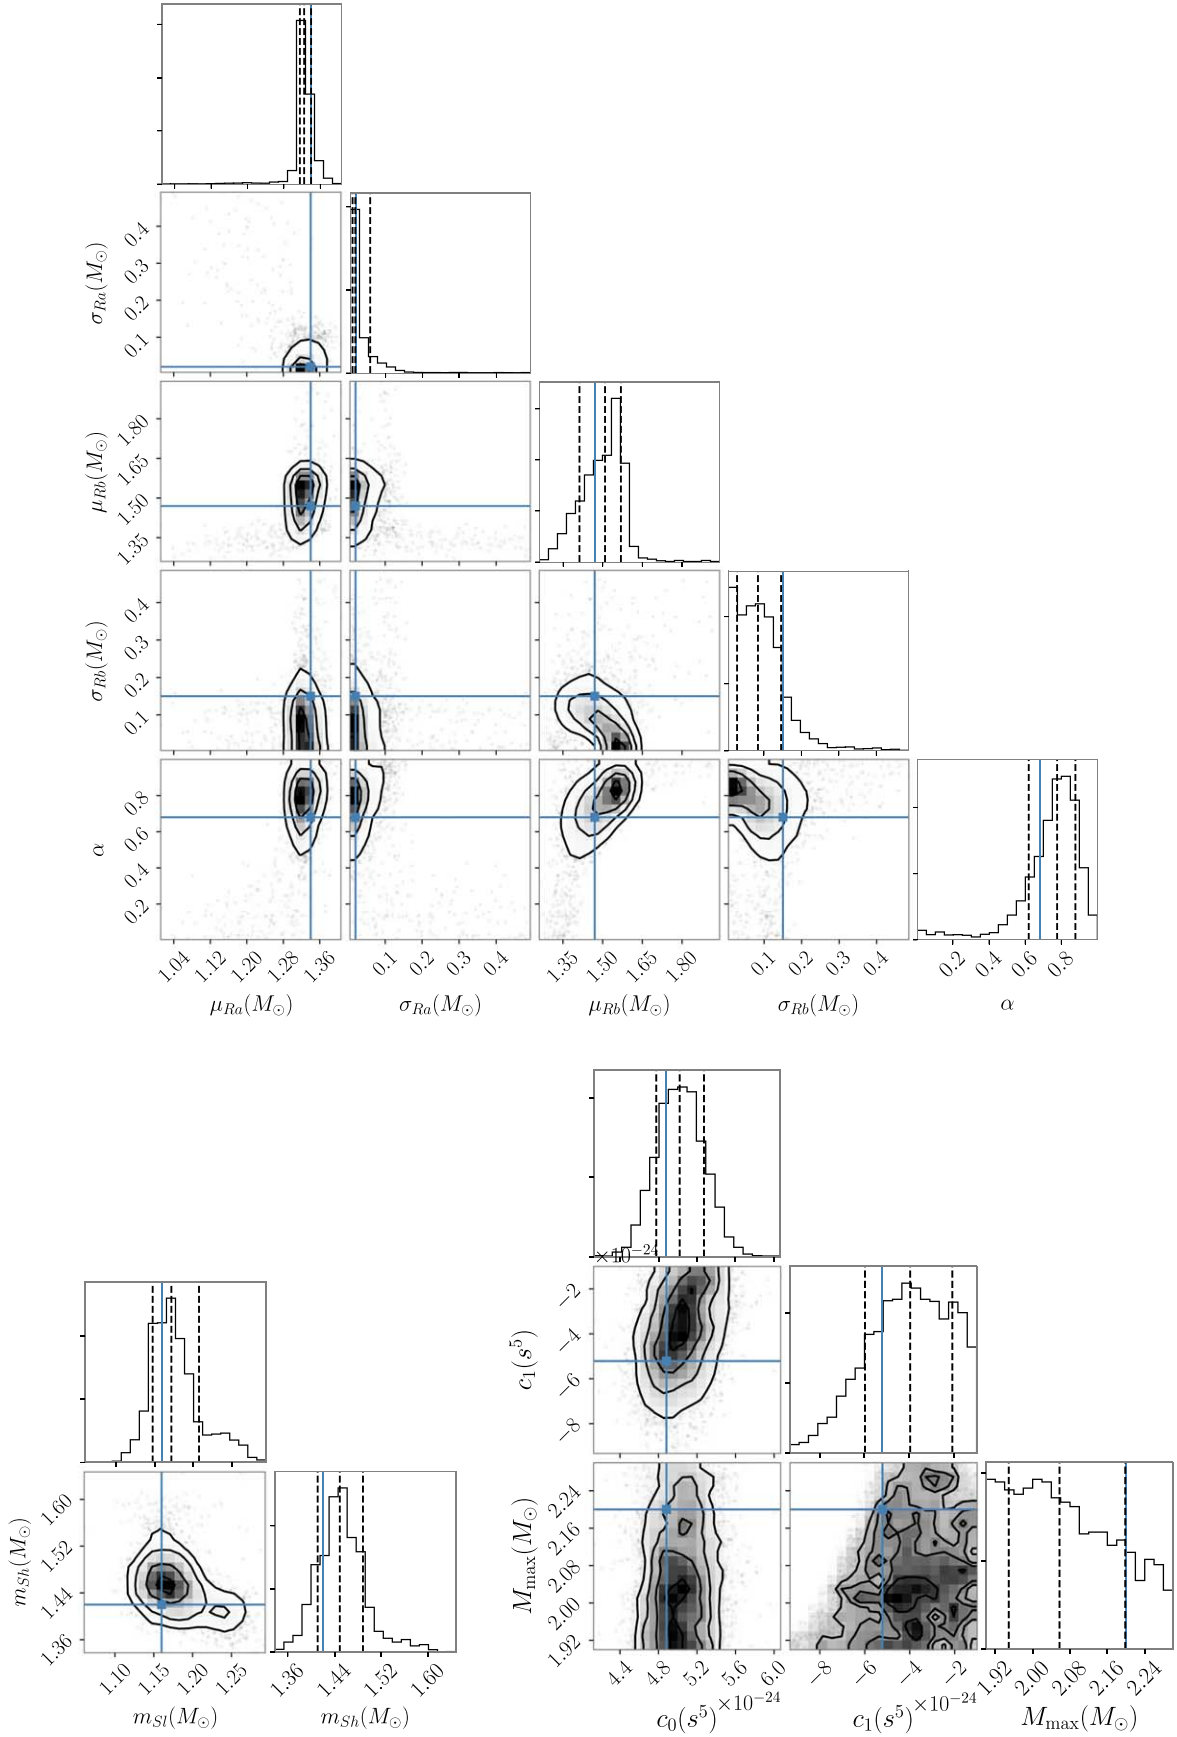 σ_Ra(M_⊙)
0.4
0.3
0.2
0.1
μ_Rb(M_⊙)
1.80
1.65
1.50
1.35
σ_Rb(M_⊙)
0.4
0.3
0.2
0.1
α
0.8
0.6
0.4
0.2
1.04 1.12 1.20 1.28 1.36 0.1 0.2 0.3 0.4 1.35 1.50 1.65 1.80 0.1 0.2 0.3 0.4 0.2 0.4 0.6 0.8
μ_Ra(M_⊙) σ_Ra(M_⊙) μ_Rb(M_⊙) σ_Rb(M_⊙) α
×10⁻²⁴
c₁(s⁵)
−2
−4
−6
−8
m_Sh(M_⊙)
1.60
1.52
1.44
1.36
M_max(M_⊙)
2.24
2.16
2.08
2.00
1.92
1.10 1.15 1.20 1.25 1.36 1.44 1.52 1.60
m_Sl(M_⊙) m_Sh(M_⊙)
4.4 4.8 5.2 5.6 6.0 −8 −6 −4 −2 1.92 2.00 2.08 2.16 2.24
c₀(s⁵) ×10⁻²⁴ c₁(s⁵) ×10⁻²⁴ M_max(M_⊙)